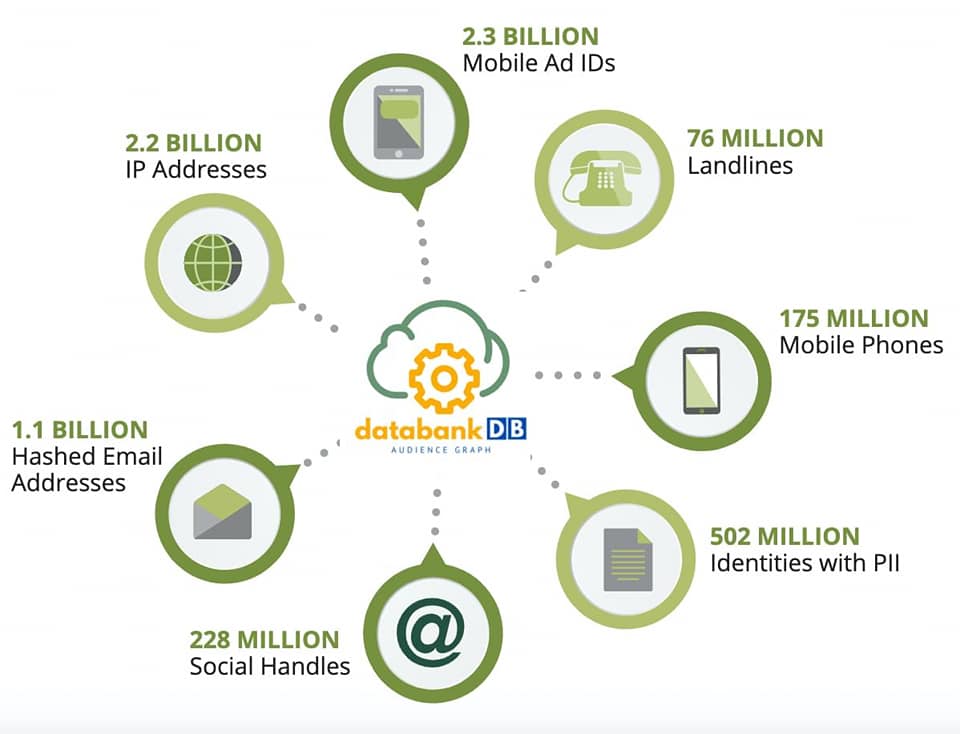 2.3 BILLION
Mobile Ad IDs
76 MILLION
Landlines
2.2 BILLION
IP Addresses
175 MILLION
Mobile Phones
databank DB
AUDIENCE GRAPH
1.1 BILLION
Hashed Email
Addresses
502 MILLION
Identities with PII
@
228 MILLION
Social Handles